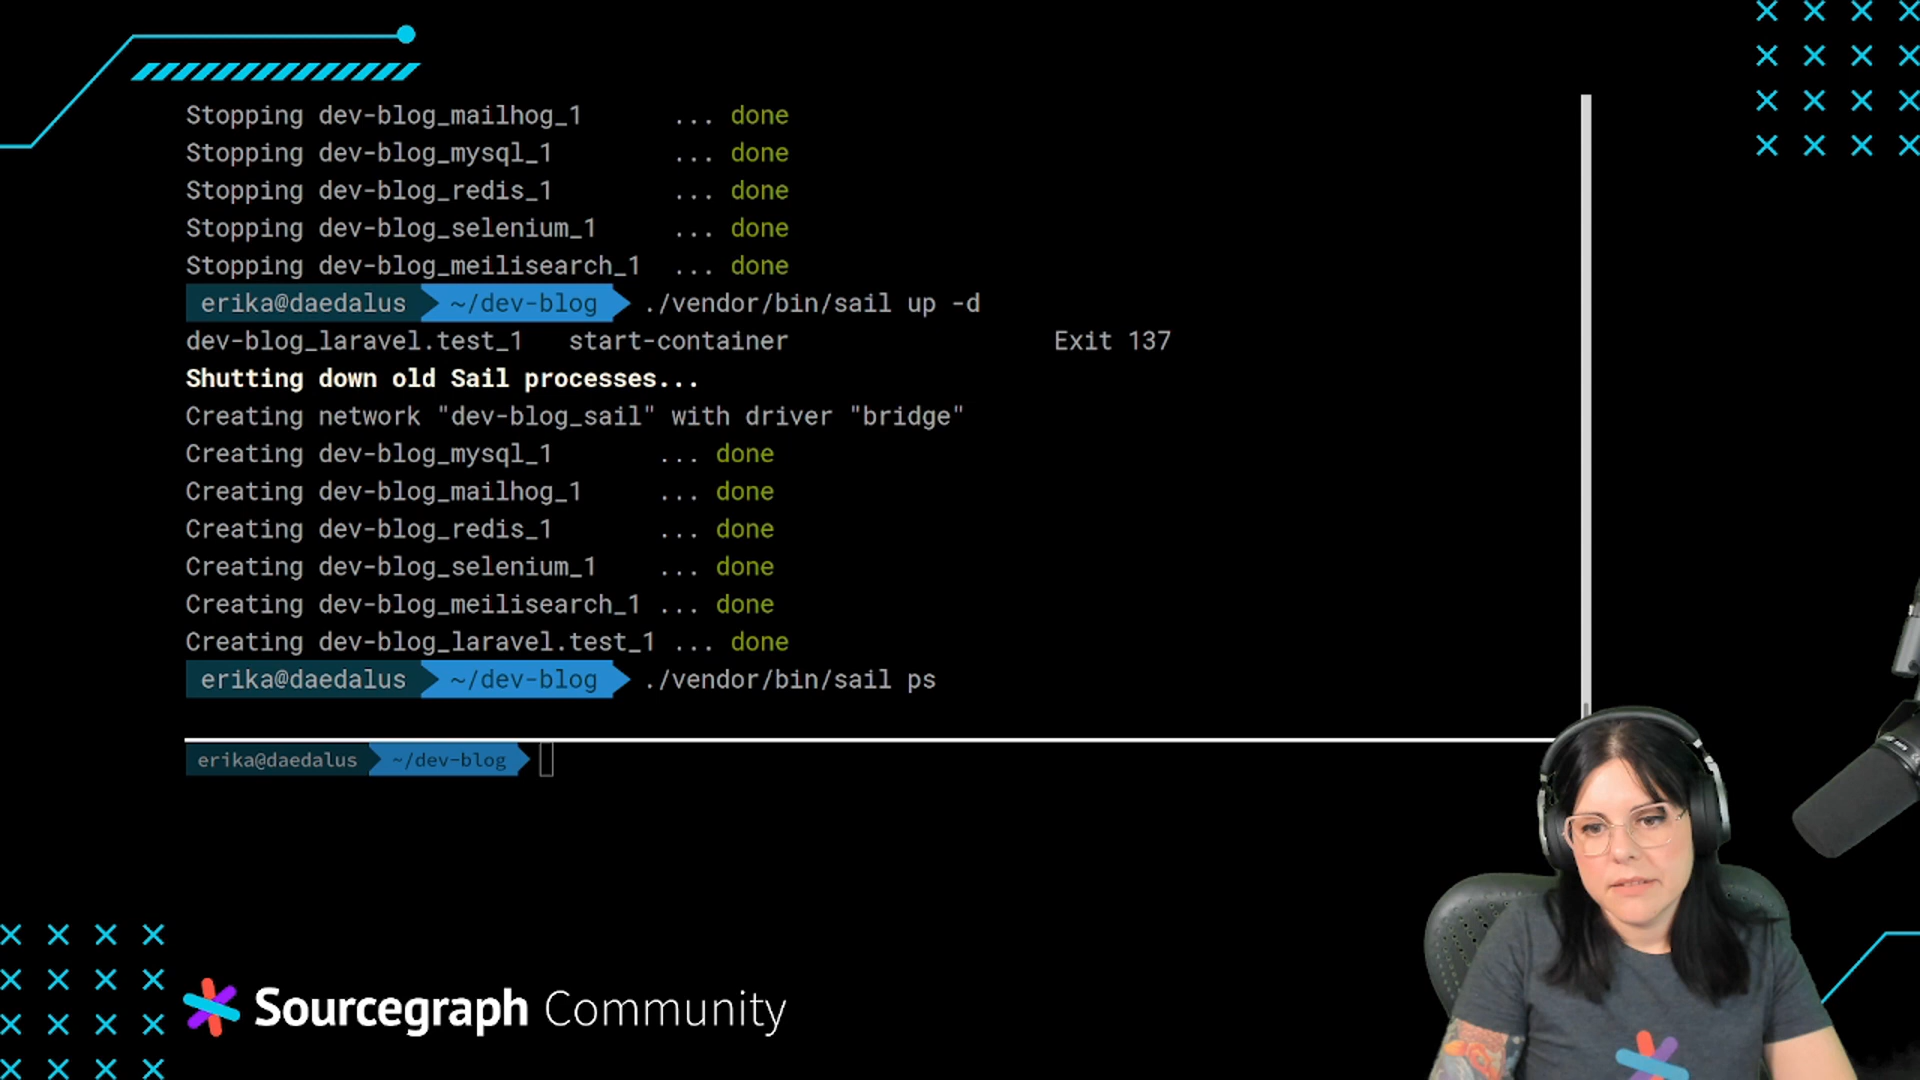 Stopping dev-blog_mailhog_1 ... done
Stopping dev-blog_mysql_1 ... done
Stopping dev-blog_redis_1 ... done
Stopping dev-blog_selenium_1 ... done
Stopping dev-blog_meilisearch_1 ... done
erika@daedalus ~/dev-blog ./vendor/bin/sail up -d
dev-blog_laravel.test_1 start-container Exit 137
Shutting down old Sail processes...
Creating network "dev-blog_sail" with driver "bridge"
Creating dev-blog_mysql_1 ... done
Creating dev-blog_mailhog_1 ... done
Creating dev-blog_redis_1 ... done
Creating dev-blog_selenium_1 ... done
Creating dev-blog_meilisearch_1 ... done
Creating dev-blog_laravel.test_1 ... done
erika@daedalus ~/dev-blog ./vendor/bin/sail ps
erika@daedalus ~/dev-blog
Sourcegraph Community